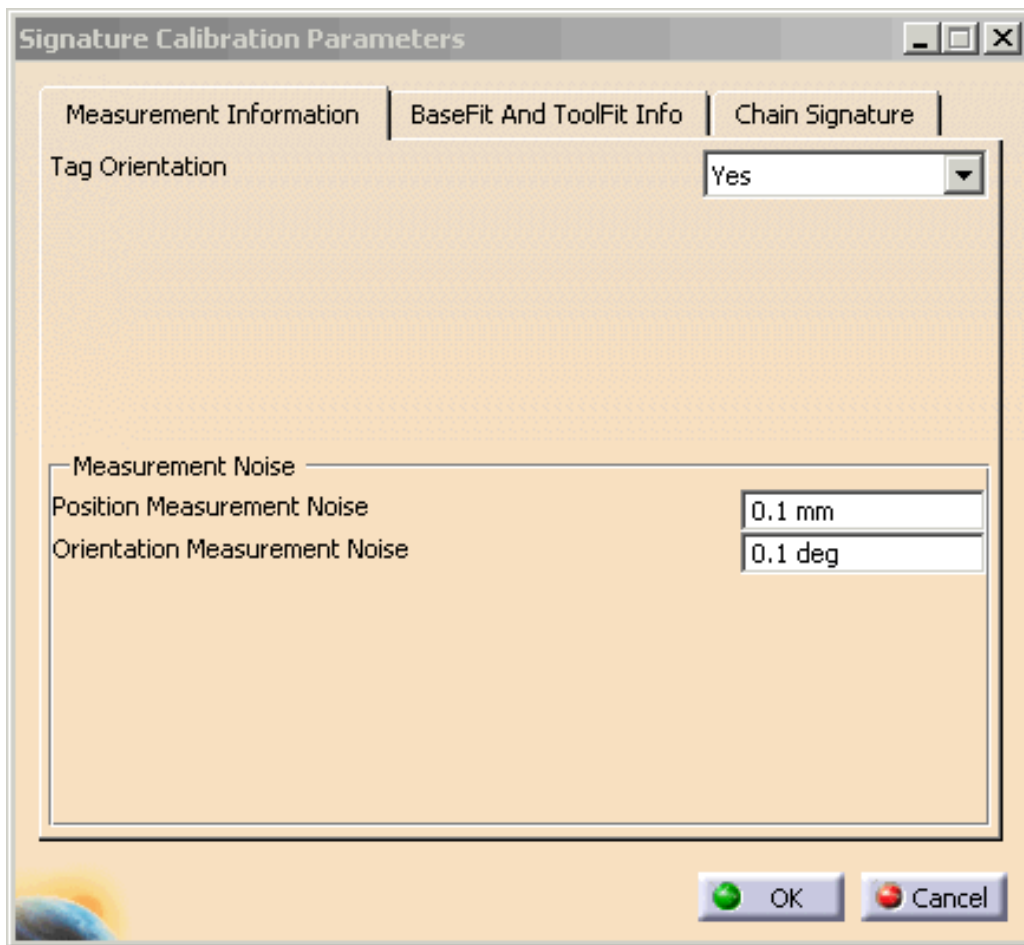 Signature Calibration Parameters
Measurement Information BaseFit And ToolFit Info Chain Signature
Tag Orientation Yes
Measurement Noise
Position Measurement Noise 0.1 mm
Orientation Measurement Noise 0.1 deg
OK Cancel